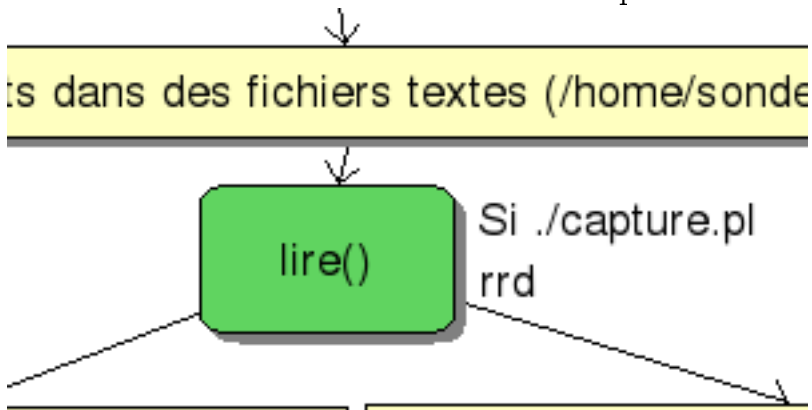 ts dans des fichiers textes (/home/sonde
lire()
Si ./capture.pl
rrd